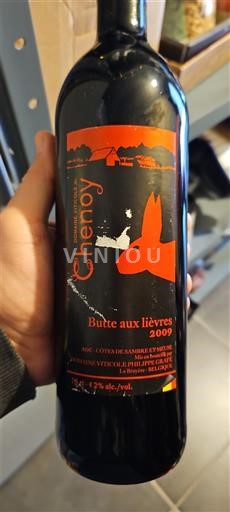 DOMAINE VITICOLE du
Chenoy
VINIOU
Butte aux lièvres
2009
AOC - CÔTES DE SAMBRE ET MEUSE
Mis en bouteille par
DOMAINE VITICOLE PHILIPPE GRAFÉ
La Bruyère - BELGIQUE
12% alc./vol.